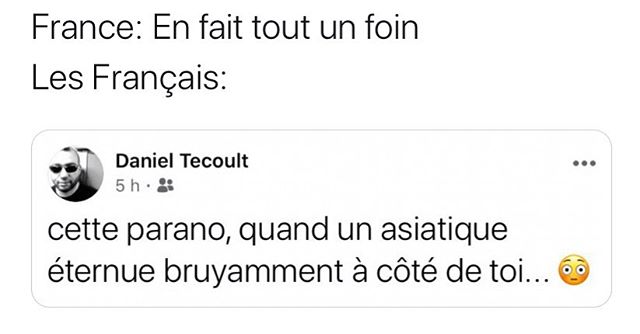 France: En fait tout un foin
Les Français:
Daniel Tecoult
5 h ·
cette parano, quand un asiatique
éternue bruyamment à côté de toi... 😳